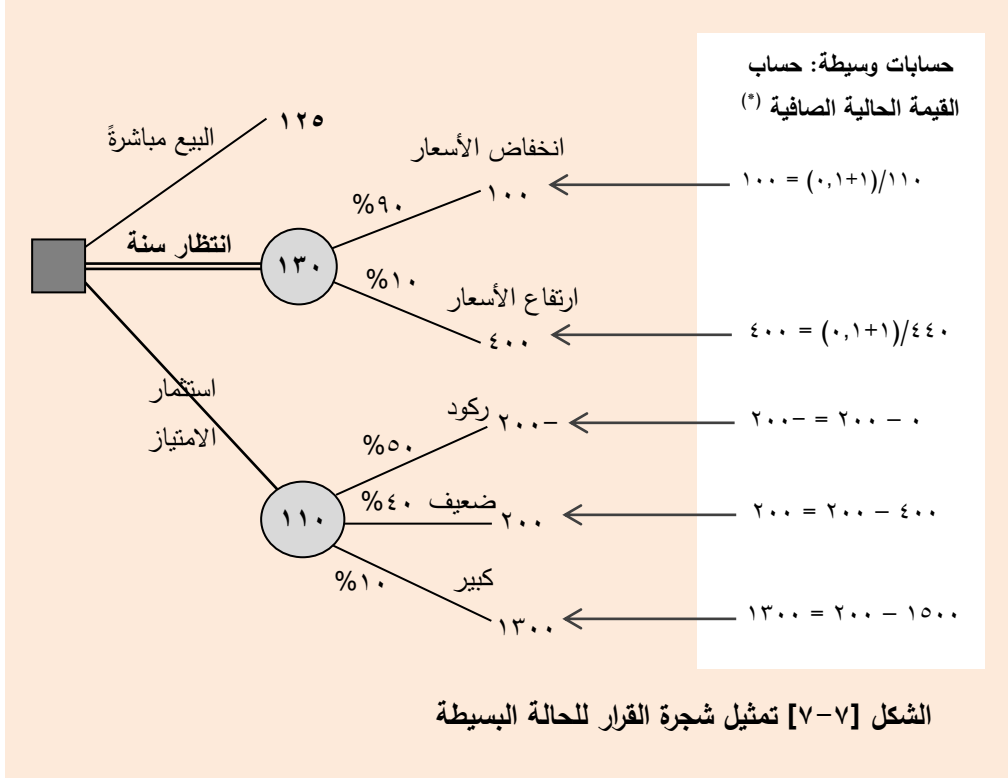 حسابات وسيطة: حساب
القيمة الحالية الصافية (*)
البيع مباشرةً
١٢٥
انخفاض الأسعار
%٩٠
١٠٠
١١٠/(١+٠,١) = ١٠٠
انتظار سنة
١٣٠
%١٠
ارتفاع الأسعار
٤٠٠
٤٤٠/(١+٠,١) = ٤٠٠
استثمار
الامتياز
١١٠
ركود
%٥٠
-٢٠٠
٠ - ٢٠٠ = -٢٠٠
ضعيف
%٤٠
٢٠٠
٤٠٠ - ٢٠٠ = ٢٠٠
كبير
%١٠
١٣٠٠
١٥٠٠ - ٢٠٠ = ١٣٠٠
الشكل [٧-٧] تمثيل شجرة القرار للحالة البسيطة